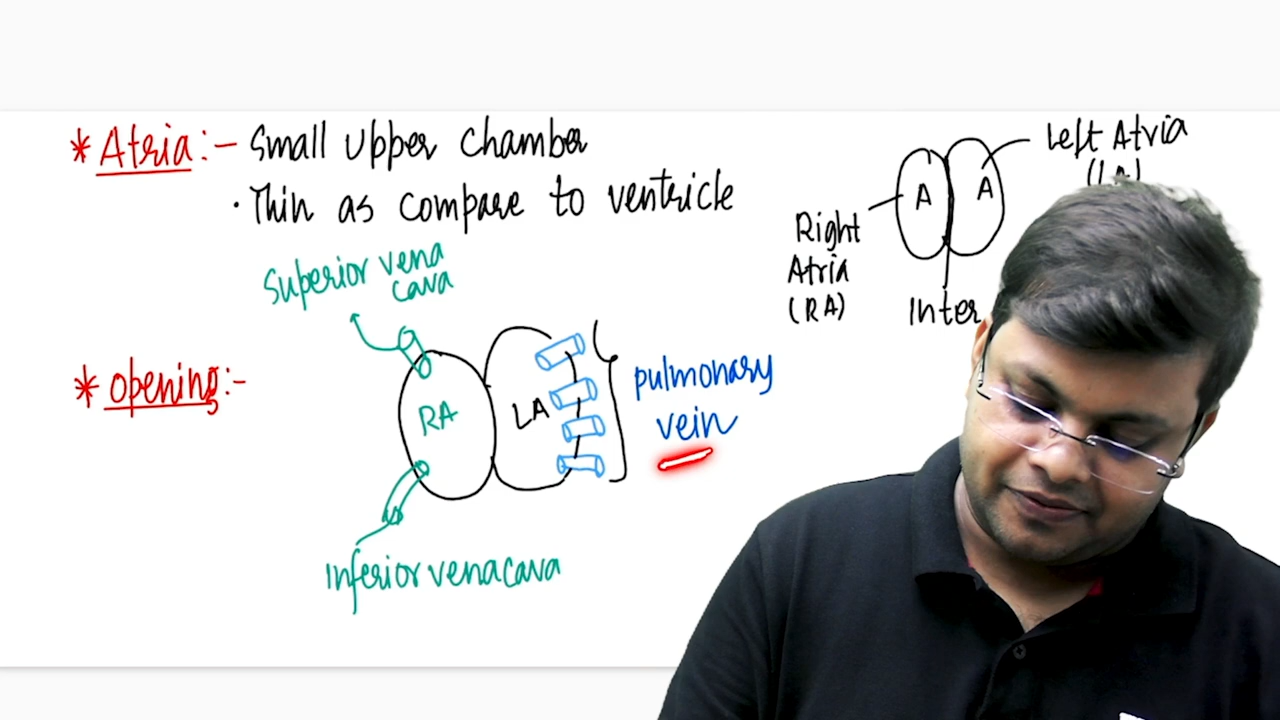 * Atria:- Small Upper Chamber
• Thin as compare to ventricle
Left Atria
(LA)
A A
Right
Atria
(RA)
Inter
Superior vena
cava
* opening:-
RA
LA
pulmonary
vein
Inferior venacava